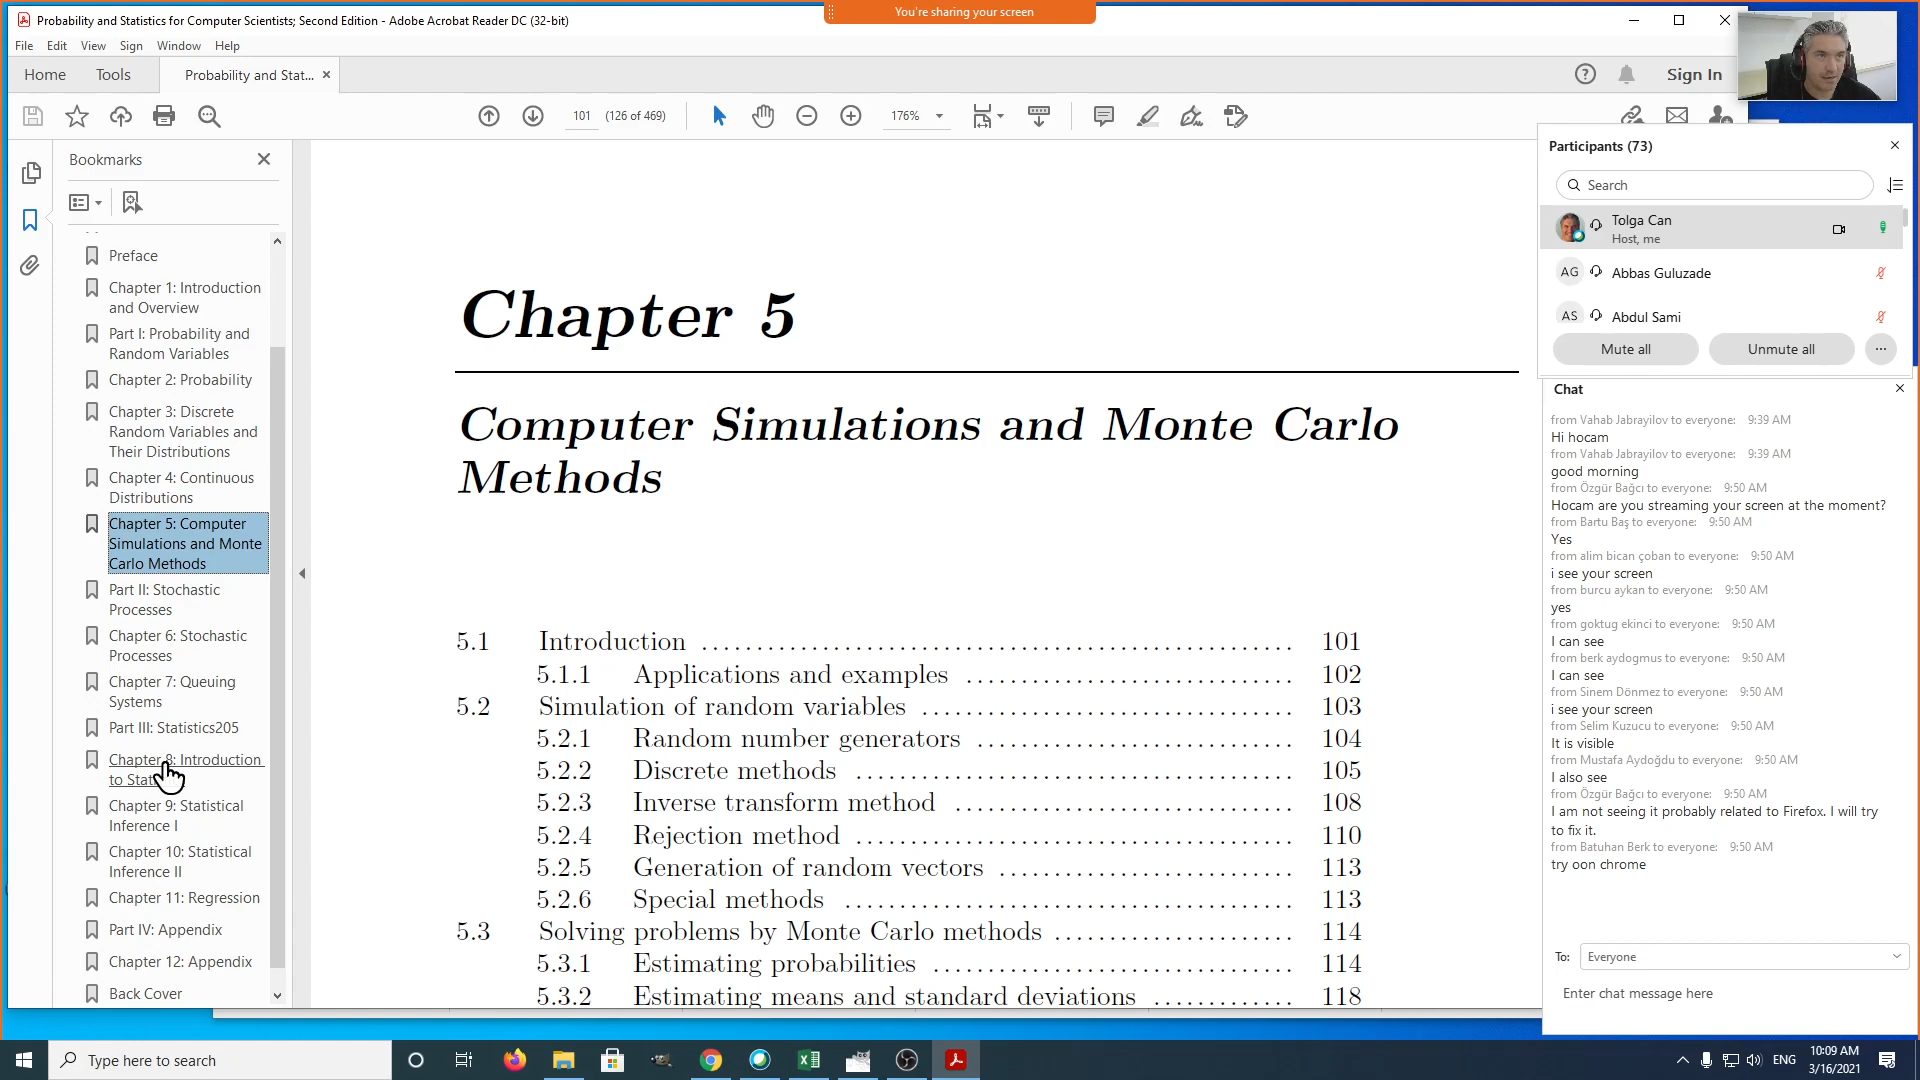 Probability and Statistics for Computer Scientists; Second Edition - Adobe Acrobat Reader DC (32-bit)
You're sharing your screen
File Edit View Sign Window Help
Home Tools Probability and Stat... × Sign In
101 (126 of 469) 176%
Bookmarks
Preface
Chapter 1: Introduction
and Overview
Part I: Probability and
Random Variables
Chapter 2: Probability
Chapter 3: Discrete
Random Variables and
Their Distributions
Chapter 4: Continuous
Distributions
Chapter 5: Computer
Simulations and Monte
Carlo Methods
Part II: Stochastic
Processes
Chapter 6: Stochastic
Processes
Chapter 7: Queuing
Systems
Part III: Statistics205
Chapter 8: Introduction
to Stat
Chapter 9: Statistical
Inference I
Chapter 10: Statistical
Inference II
Chapter 11: Regression
Part IV: Appendix
Chapter 12: Appendix
Back Cover
Chapter 5
Computer Simulations and Monte Carlo
Methods
5.1 Introduction 101
5.1.1 Applications and examples 102
5.2 Simulation of random variables 103
5.2.1 Random number generators 104
5.2.2 Discrete methods 105
5.2.3 Inverse transform method 108
5.2.4 Rejection method 110
5.2.5 Generation of random vectors 113
5.2.6 Special methods 113
5.3 Solving problems by Monte Carlo methods 114
5.3.1 Estimating probabilities 114
5.3.2 Estimating means and standard deviations 118
Participants (73)
Search
Tolga Can
Host, me
AG Abbas Guluzade
AS Abdul Sami
Mute all Unmute all ...
Chat
from Vahab Jabrayilov to everyone: 9:39 AM
Hi hocam
from Vahab Jabrayilov to everyone: 9:39 AM
good morning
from Özgür Bağcı to everyone: 9:50 AM
Hocam are you streaming your screen at the moment?
from Bartu Baş to everyone: 9:50 AM
Yes
from alim bican çoban to everyone: 9:50 AM
i see your screen
from burcu aykan to everyone: 9:50 AM
yes
from goktug ekinci to everyone: 9:50 AM
I can see
from berk aydogmus to everyone: 9:50 AM
I can see
from Sinem Dönmez to everyone: 9:50 AM
i see your screen
from Selim Kuzucu to everyone: 9:50 AM
It is visible
from Mustafa Aydoğdu to everyone: 9:50 AM
I also see
from Özgür Bağcı to everyone: 9:50 AM
I am not seeing it probably related to Firefox. I will try
to fix it.
from Batuhan Berk to everyone: 9:50 AM
try oon chrome
To: Everyone
Enter chat message here
Type here to search
ENG
10:09 AM
3/16/2021